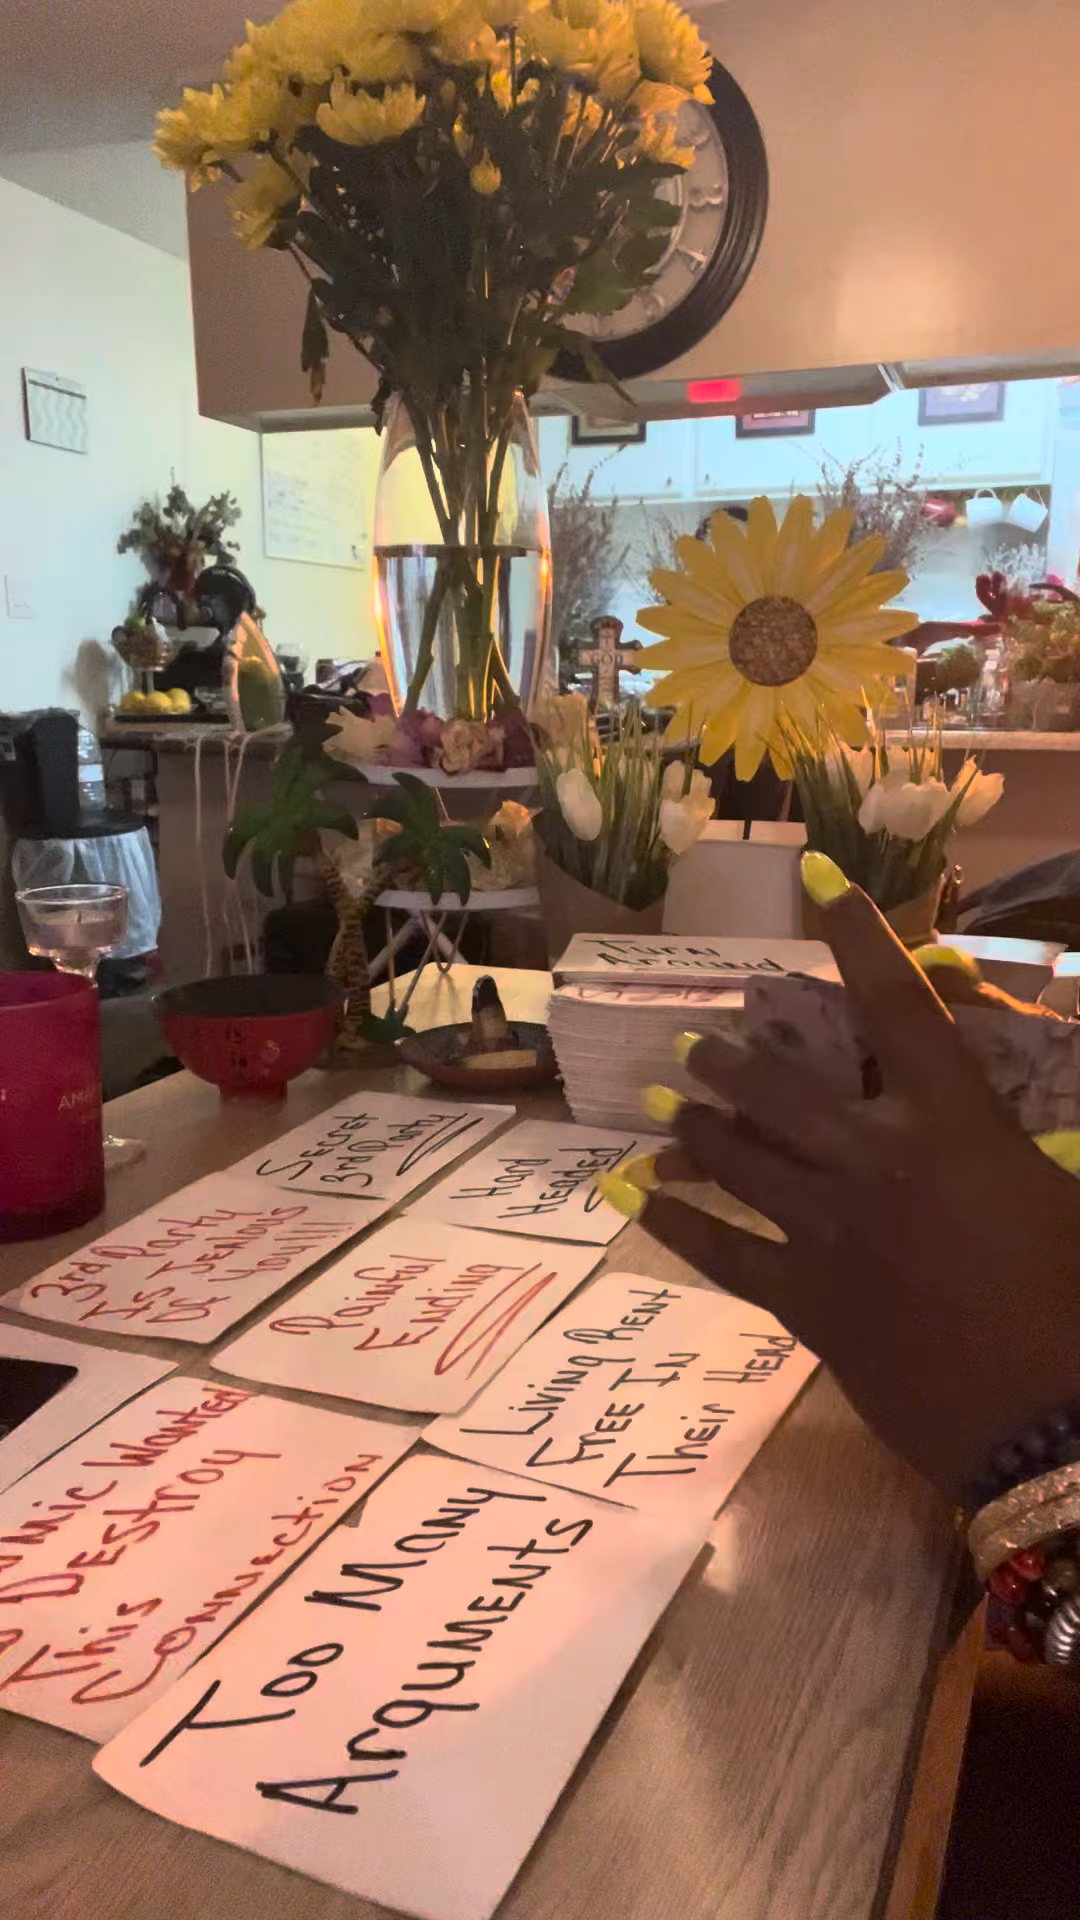 GOD
Turn
Around
Secret
3rd Party
Hard
Headed
3rd Party
Is Jealous
Of You!!!
Painful
Ending
Living Rent
Free In
Their Head
Wanted
Destroy
This
Connection
Too Many
Arguments